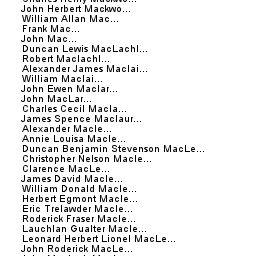 John Herbert Mackwo...
William Allan Mac...
Frank Mac...
John Mac...
Duncan Lewis MacLachl...
Robert Maclachl...
Alexander James Maclai...
William Maclai...
John Ewen Maclar...
John MacLar...
Charles Cecil Macla...
James Spence Maclaur...
Alexander Macle...
Annie Louisa Macle...
Duncan Benjamin Stevenson MacLe...
Christopher Nelson Macle...
Clarence MacLe...
James David Macle...
William Donald Macle...
Herbert Egmont Macle...
Eric Trelawder Macle...
Roderick Fraser Macle...
Lauchlan Gualter Macle...
Leonard Herbert Lionel MacLe...
John Roderick MacLe...